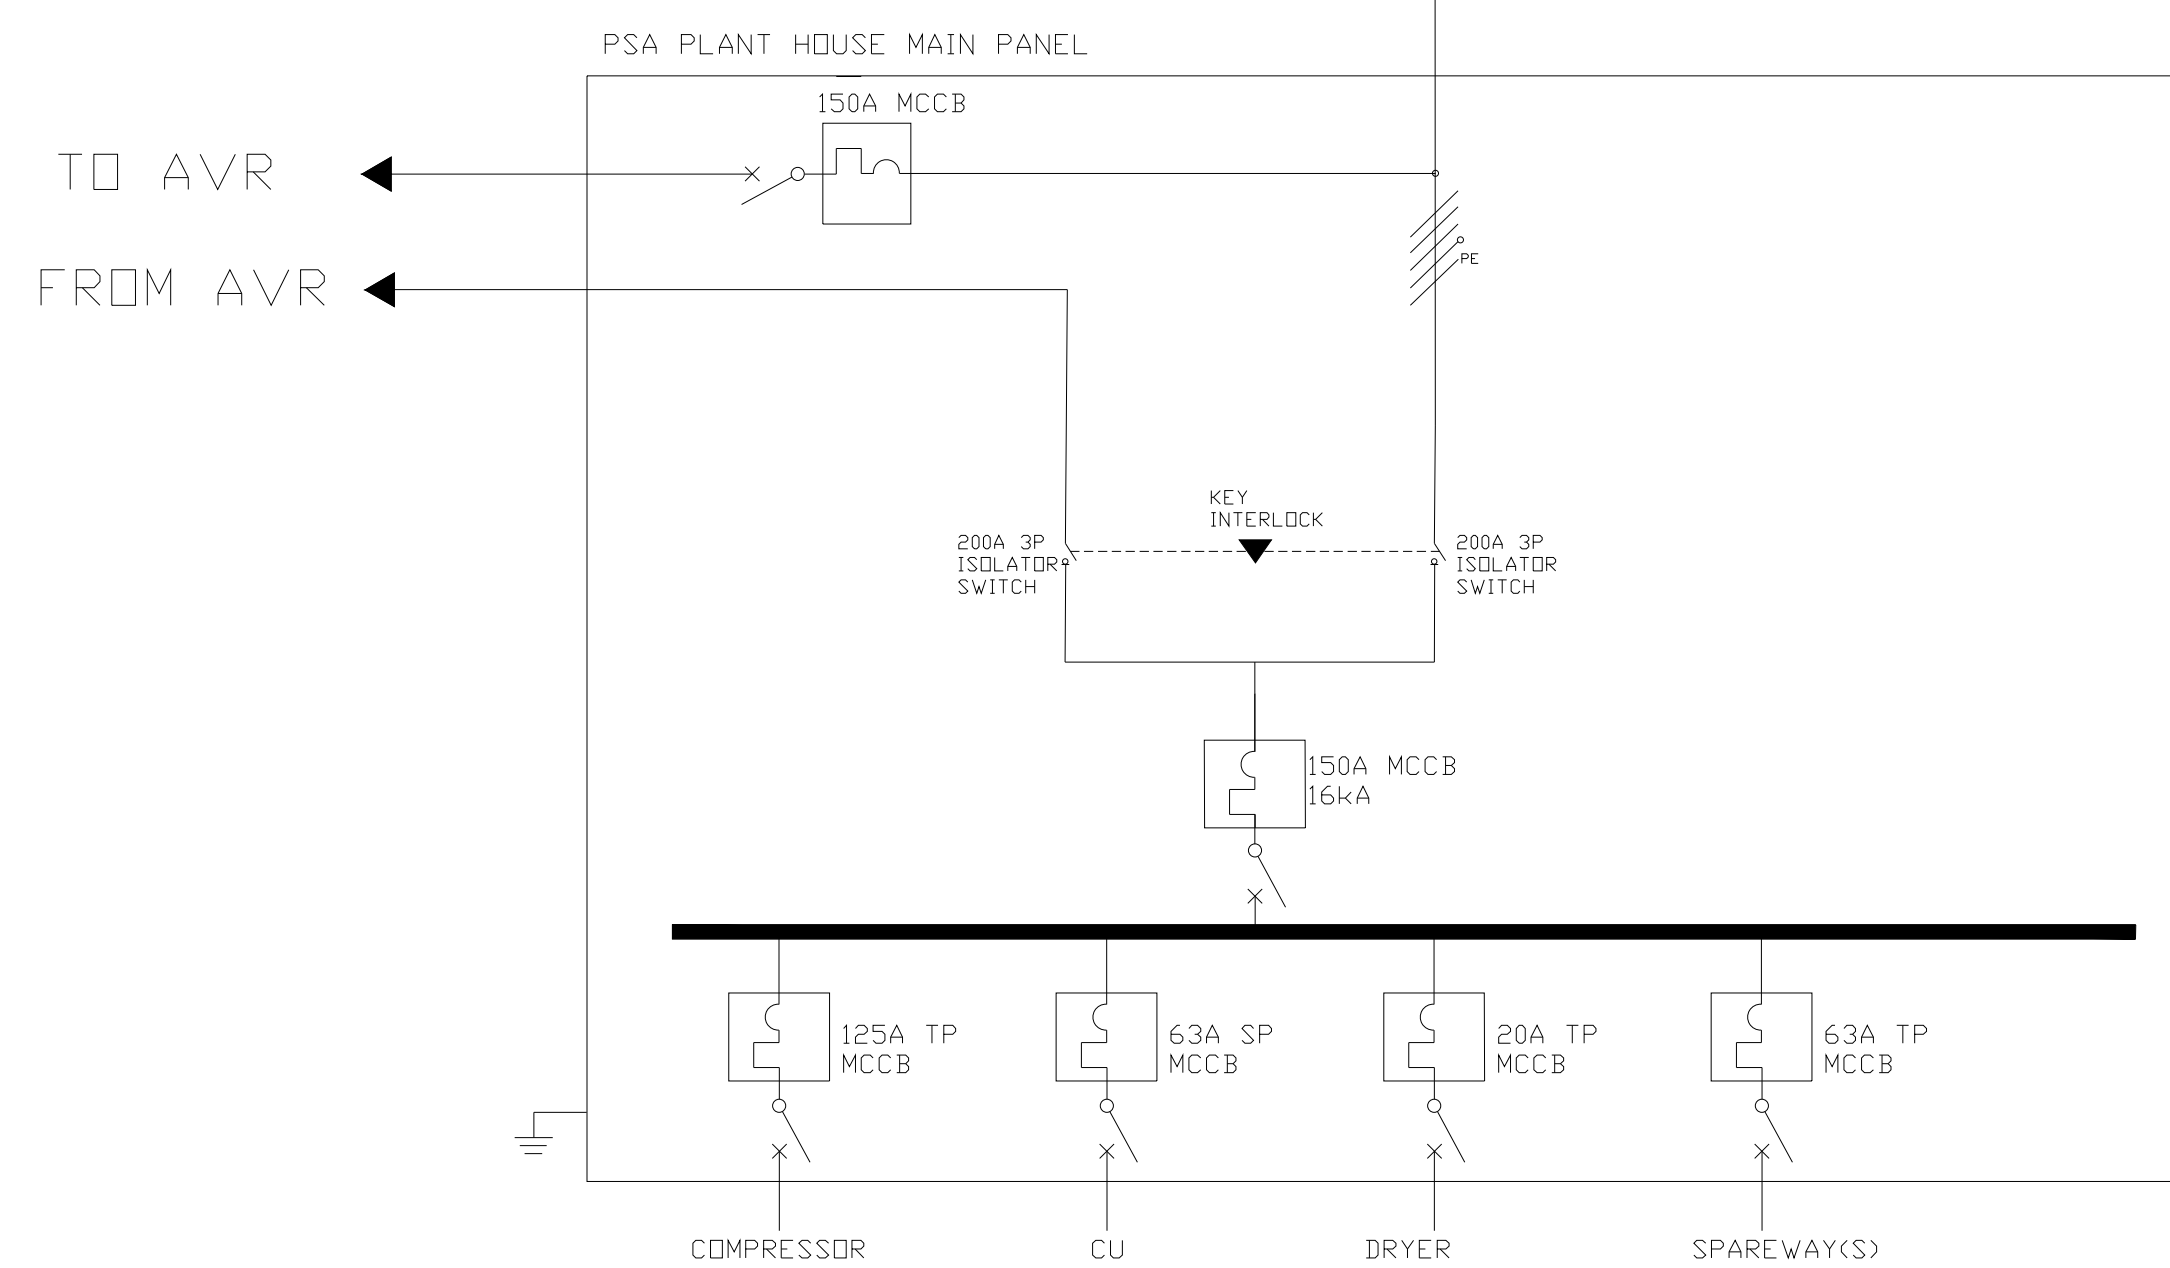 PSA PLANT HOUSE MAIN PANEL
150A MCCB
TO AVR
PE
FROM AVR
KEY
INTERLOCK
200A 3P
ISOLATOR
SWITCH
200A 3P
ISOLATOR
SWITCH
150A MCCB
16kA
125A TP
MCCB
63A SP
MCCB
20A TP
MCCB
63A TP
MCCB
COMPRESSOR
CU
DRYER
SPAREWAY(S)